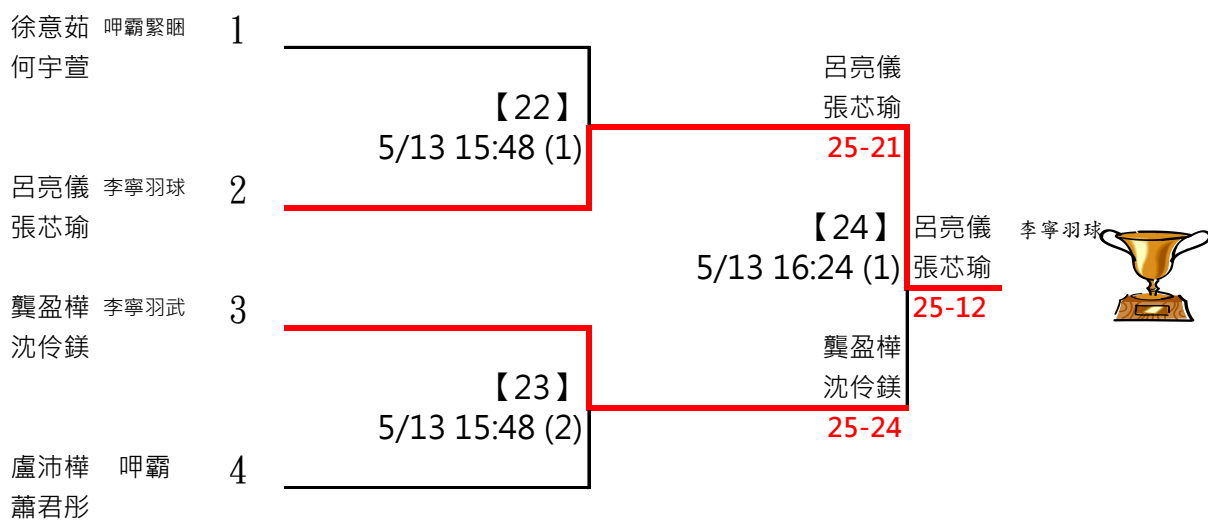 徐意茹 呷霸緊睏 1
何宇萱
【22】
5/13 15:48 (1)
呂亮儀 李寧羽球 2
張芯瑜
呂亮儀
張芯瑜
25-21
龔盈樺 李寧羽武 3
沈伶鎂
【23】
5/13 15:48 (2)
盧沛樺 呷霸 4
蕭君彤
龔盈樺
沈伶鎂
25-24
【24】
5/13 16:24 (1)
呂亮儀 李寧羽球
張芯瑜
25-12